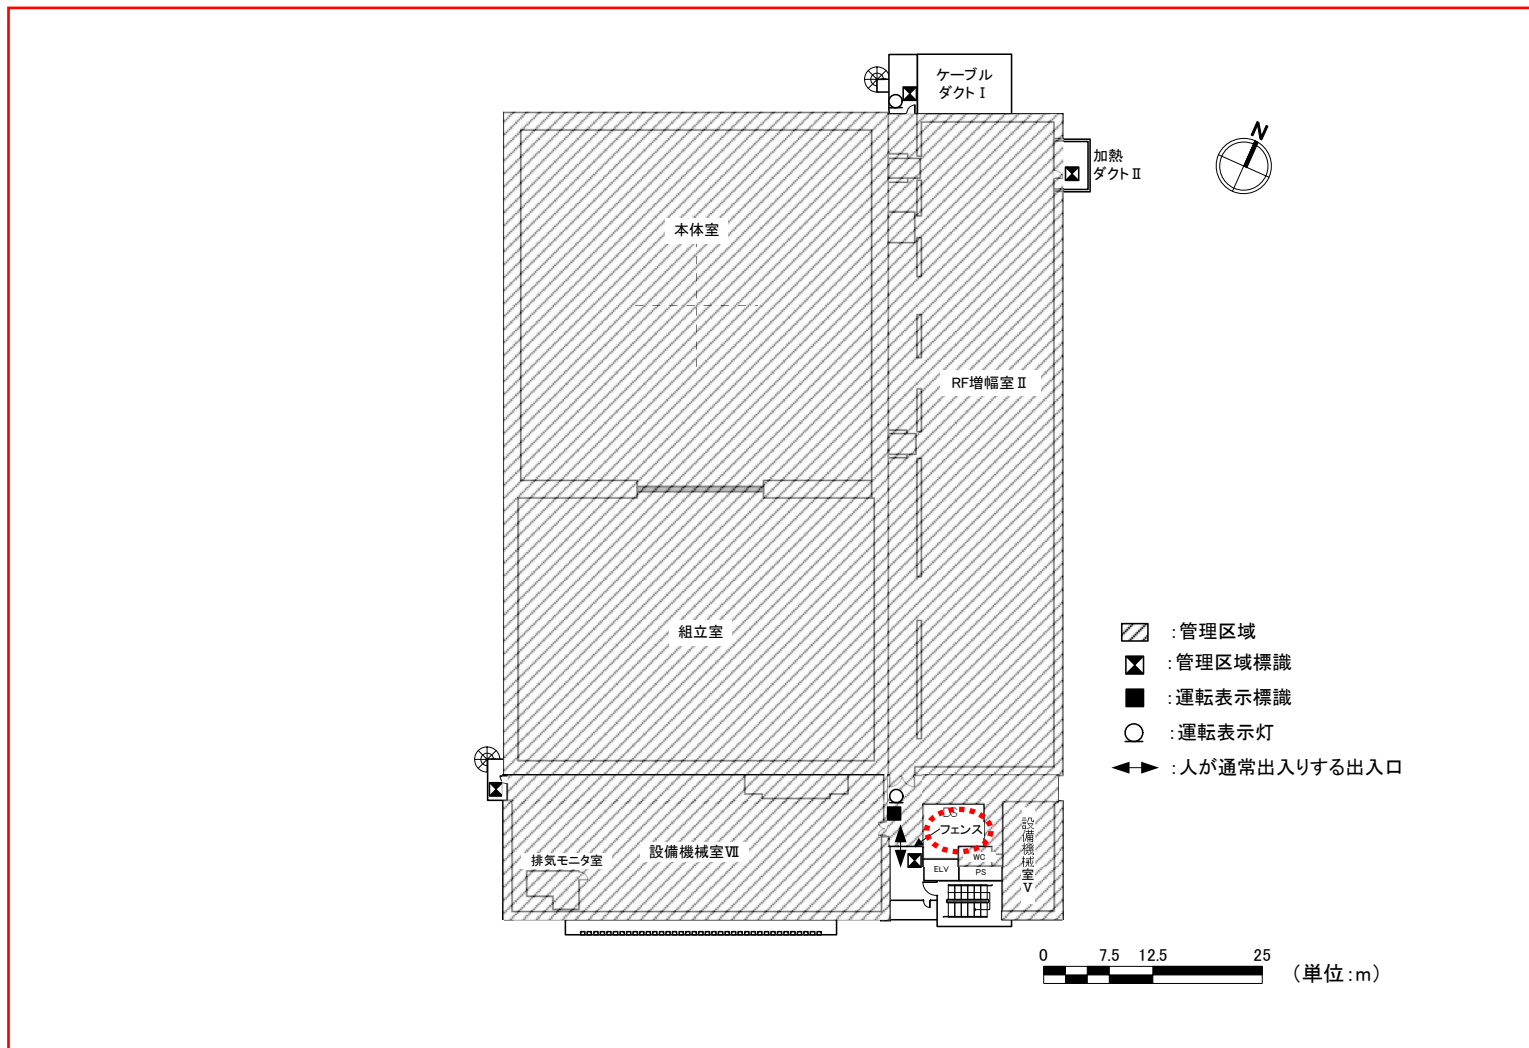 ケーブル
ダクトⅠ
N
加熱
ダクトⅡ
本体室
RF増幅室Ⅱ
組立室
:管理区域
:管理区域標識
:運転表示標識
:運転表示灯
:人が通常出入りする出入口
DS
フェンス
設備機械室Ⅴ
設備機械室Ⅶ
排気モニタ室
WC
ELV
PS
0 7.5 12.5 25
(単位:m)